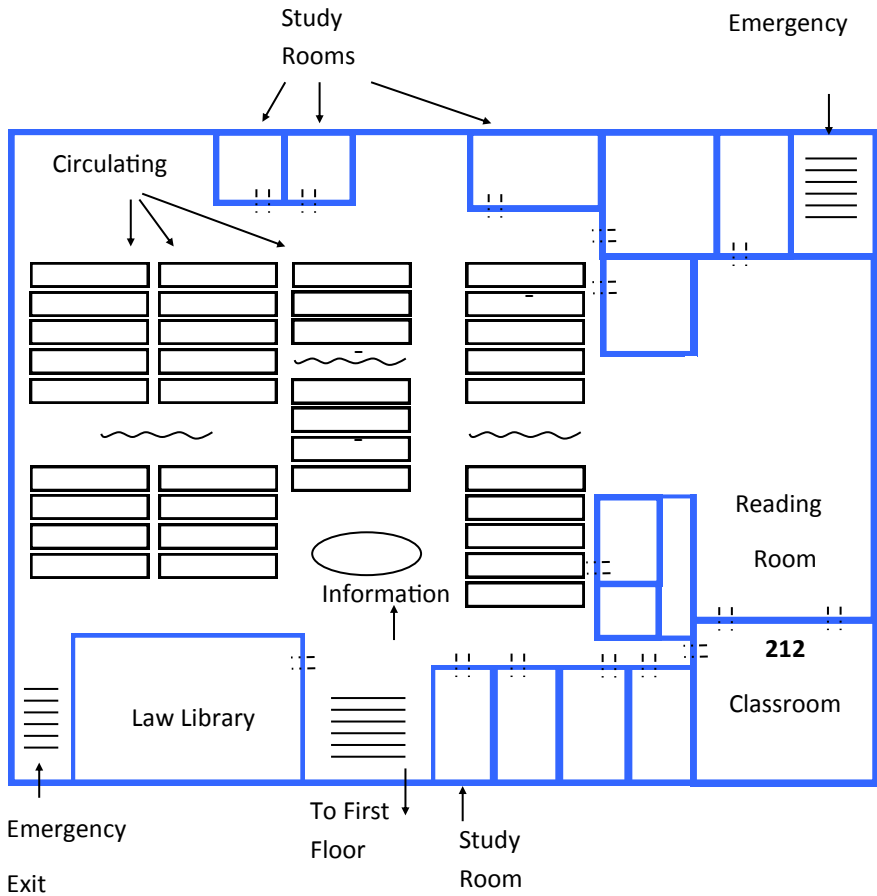 Study
Rooms
Emergency
Circulating
Reading
Room
Information
212
Classroom
Law Library
To First
Floor
Emergency
Exit
Study
Room